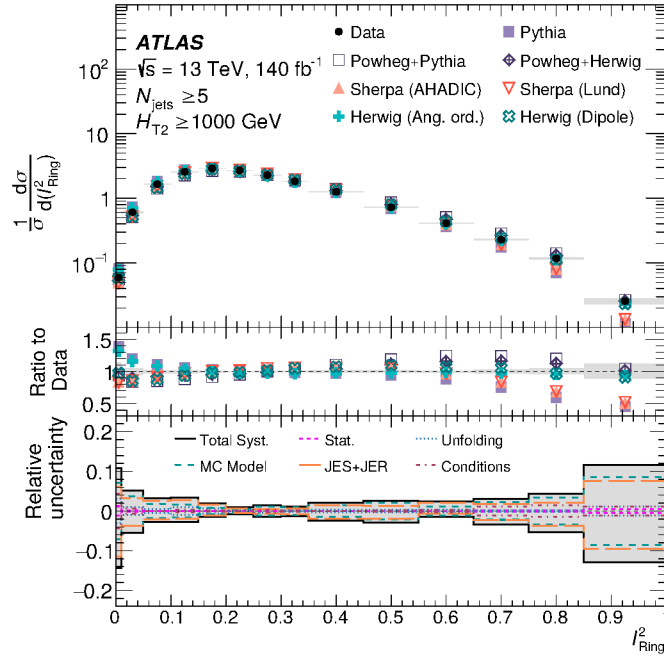 ATLAS
√s = 13 TeV, 140 fb⁻¹
N_jets ≥5
H_T2 ≥1000 GeV
Data
Pythia
Powheg+Pythia
Powheg+Herwig
Sherpa (AHADIC)
Sherpa (Lund)
Herwig (Ang. ord.)
Herwig (Dipole)
1/σ dσ/d(I²_Ring)
10²
10
1
10⁻¹
Ratio to
Data
1.5
1
0.5
Relative
uncertainty
0.2
0.1
0
−0.1
−0.2
Total Syst.
Stat.
Unfolding
MC Model
JES+JER
Conditions
0 0.1 0.2 0.3 0.4 0.5 0.6 0.7 0.8 0.9
I²_Ring